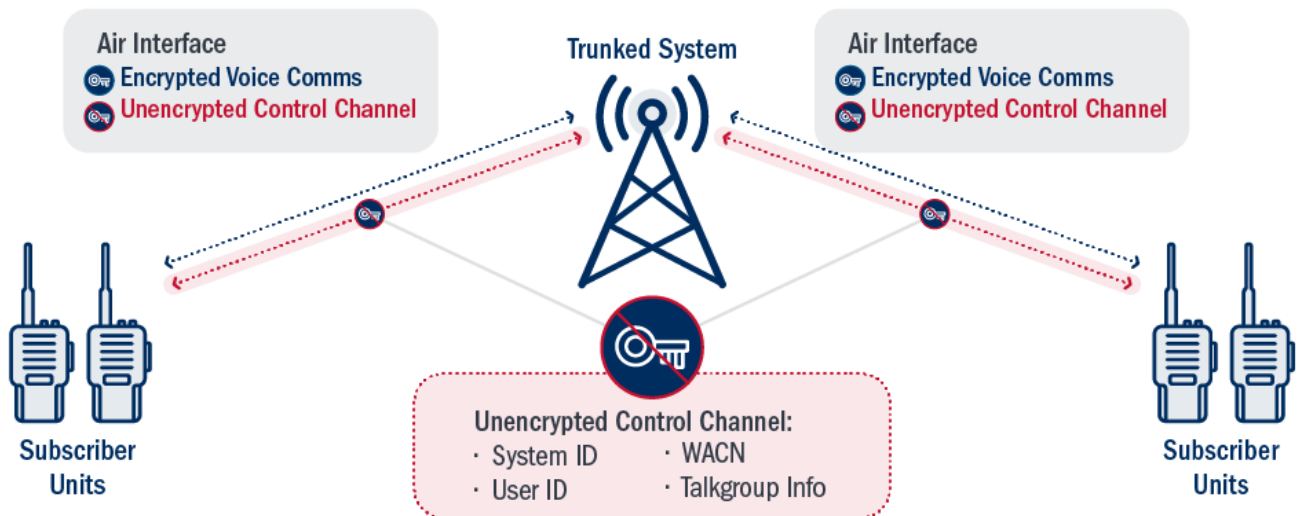 Air Interface
Encrypted Voice Comms
Unencrypted Control Channel
Trunked System
Air Interface
Encrypted Voice Comms
Unencrypted Control Channel
Subscriber
Units
Unencrypted Control Channel:
· System ID
· User ID
· WACN
· Talkgroup Info
Subscriber
Units